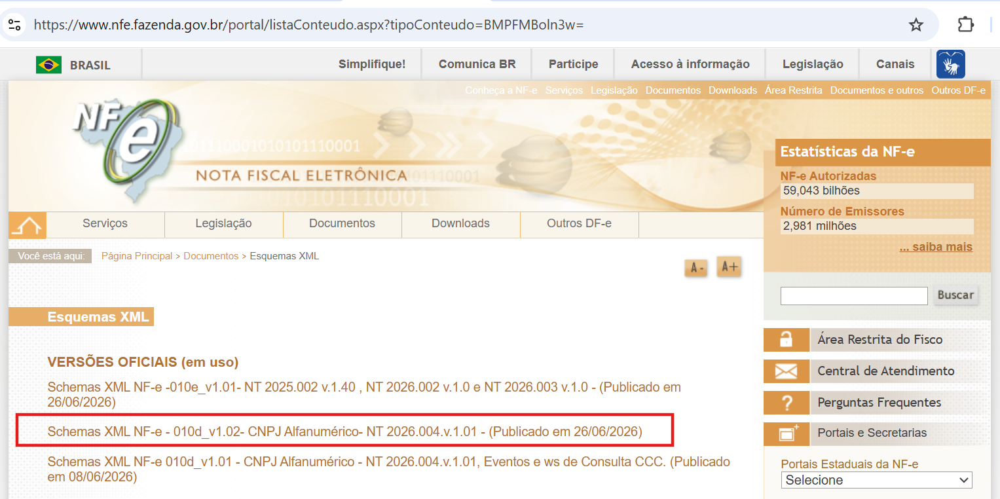 https://www.nfe.fazenda.gov.br/portal/listaConteudo.aspx?tipoConteudo=BMPFMBoln3w=
BRASIL
Simplifique!
Comunica BR
Participe
Acesso à informação
Legislação
Canais
Conheça a NF-e Serviços Legislação Documentos Downloads Área Restrita Documentos e outros Outros DF-e
NFe
NOTA FISCAL ELETRÔNICA
Estatísticas da NF-e
NF-e Autorizadas
59,043 bilhões
Número de Emissores
2,981 milhões
... saiba mais
Serviços
Legislação
Documentos
Downloads
Outros DF-e
Você está aqui: Página Principal > Documentos > Esquemas XML
A - A+
Buscar
Esquemas XML
VERSÕES OFICIAIS (em uso)
Schemas XML NF-e -010e_v1.01- NT 2025.002 v.1.40 , NT 2026.002 v.1.0 e NT 2026.003 v.1.0 - (Publicado em
26/06/2026)
Schemas XML NF-e - 010d_v1.02- CNPJ Alfanumérico- NT 2026.004.v.1.01 - (Publicado em 26/06/2026)
Schemas XML NF-e 010d_v1.01 - CNPJ Alfanumérico - NT 2026.004.v.1.01, Eventos e ws de Consulta CCC. (Publicado
em 08/06/2026)
Área Restrita do Fisco
Central de Atendimento
Perguntas Frequentes
Portais e Secretarias
Portais Estaduais da NF-e
Selecione